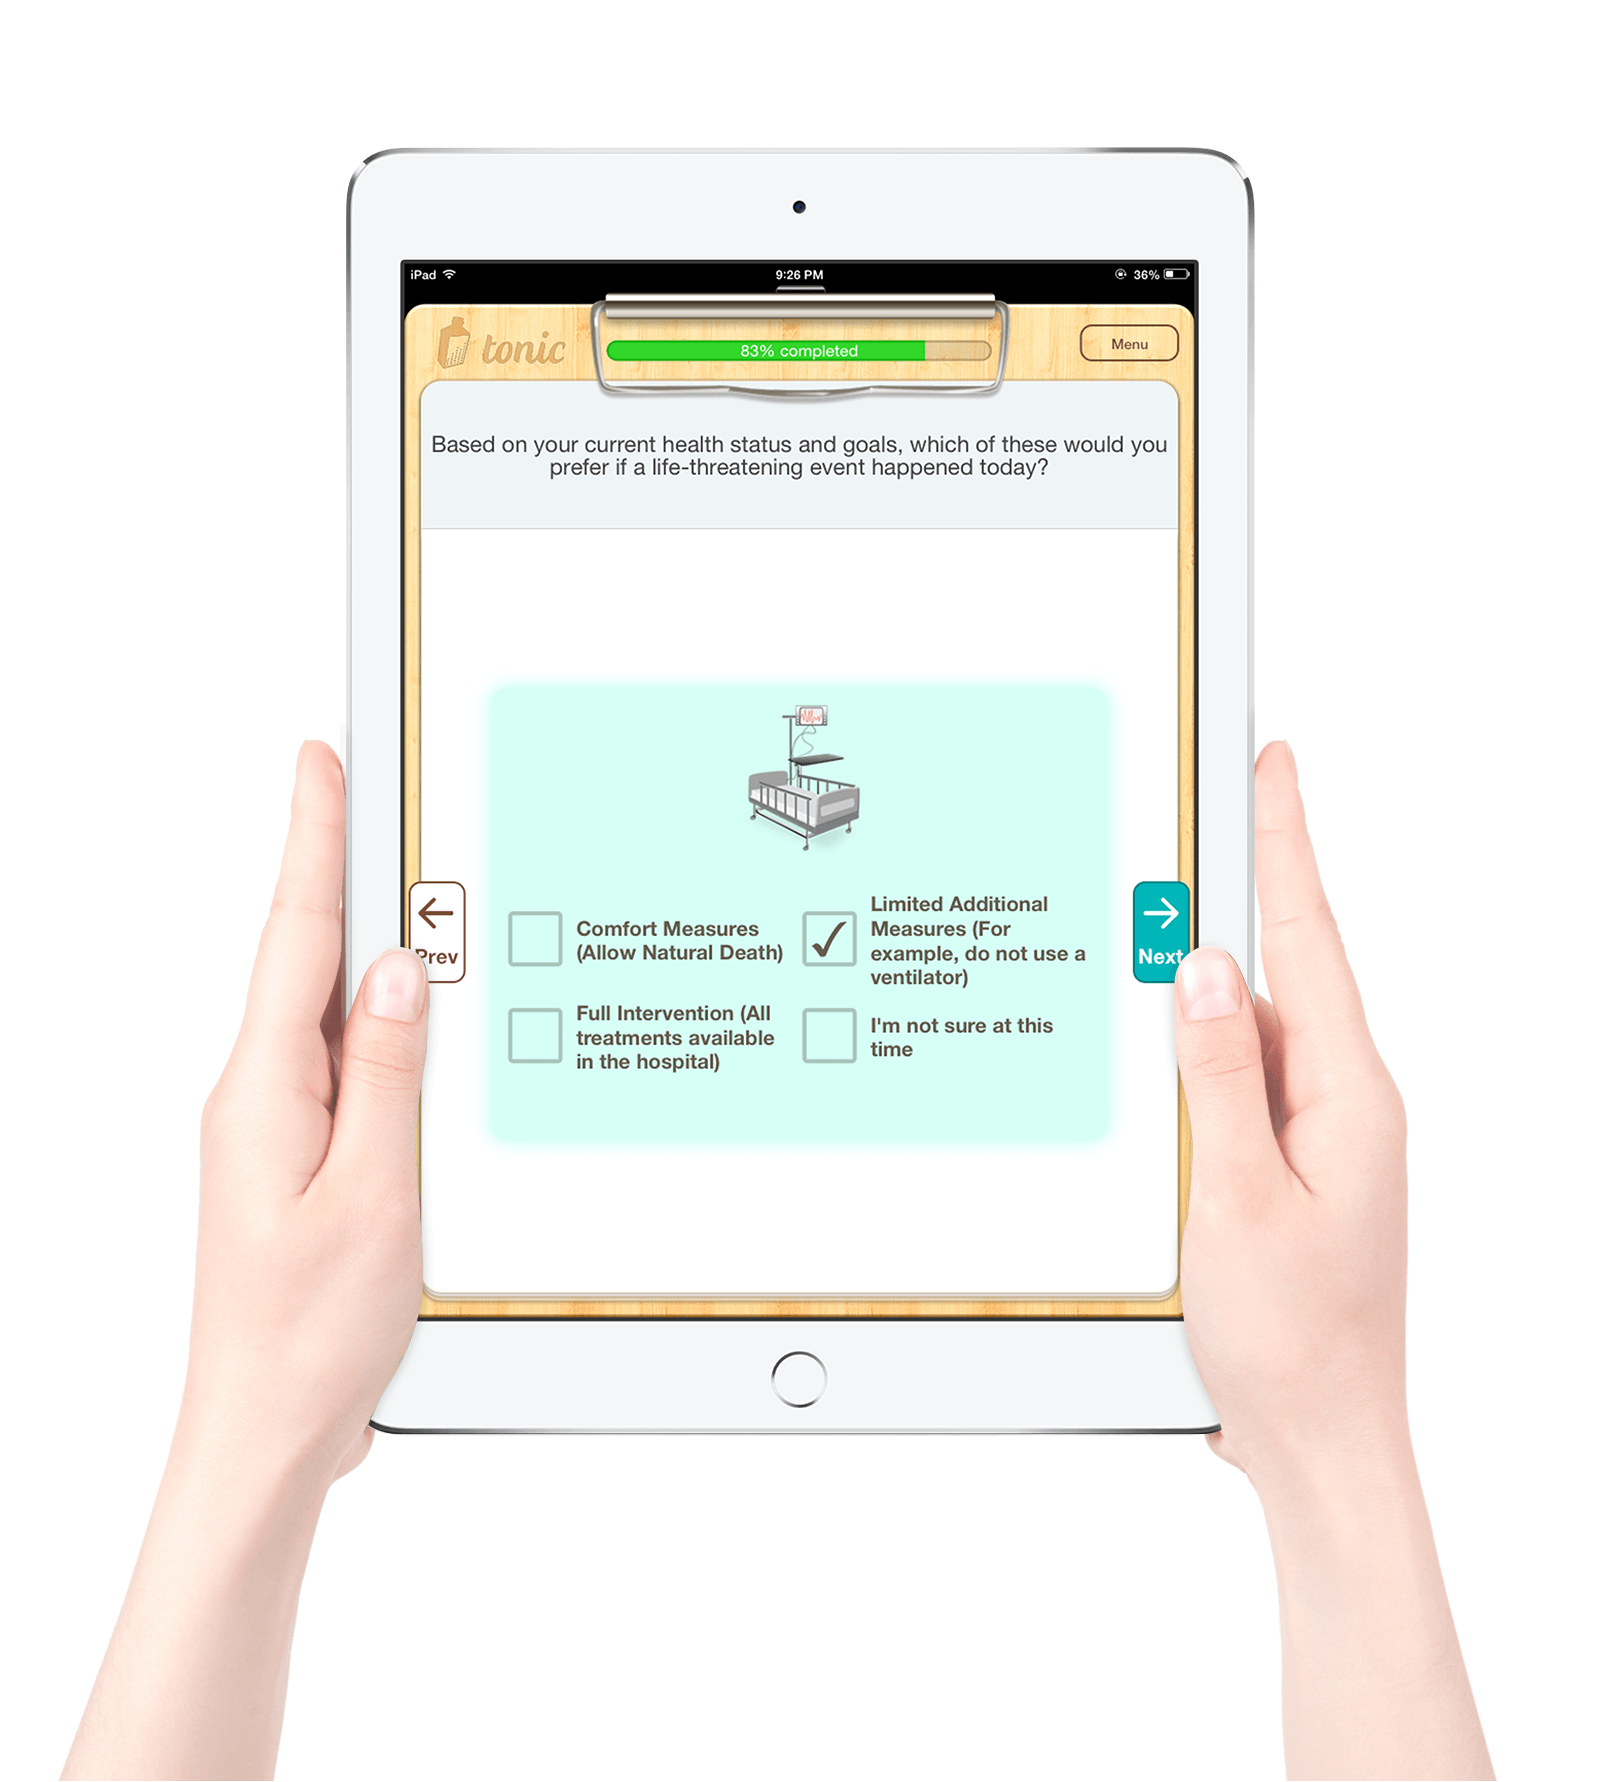 iPad
9:26 PM
36%
tonic
83% completed
Menu
Based on your current health status and goals, which of these would you
prefer if a life-threatening event happened today?
Comfort Measures
(Allow Natural Death)
Limited Additional
Measures (For
example, do not use a
ventilator)
Full Intervention (All
treatments available
in the hospital)
I'm not sure at this
time
Prev
Next